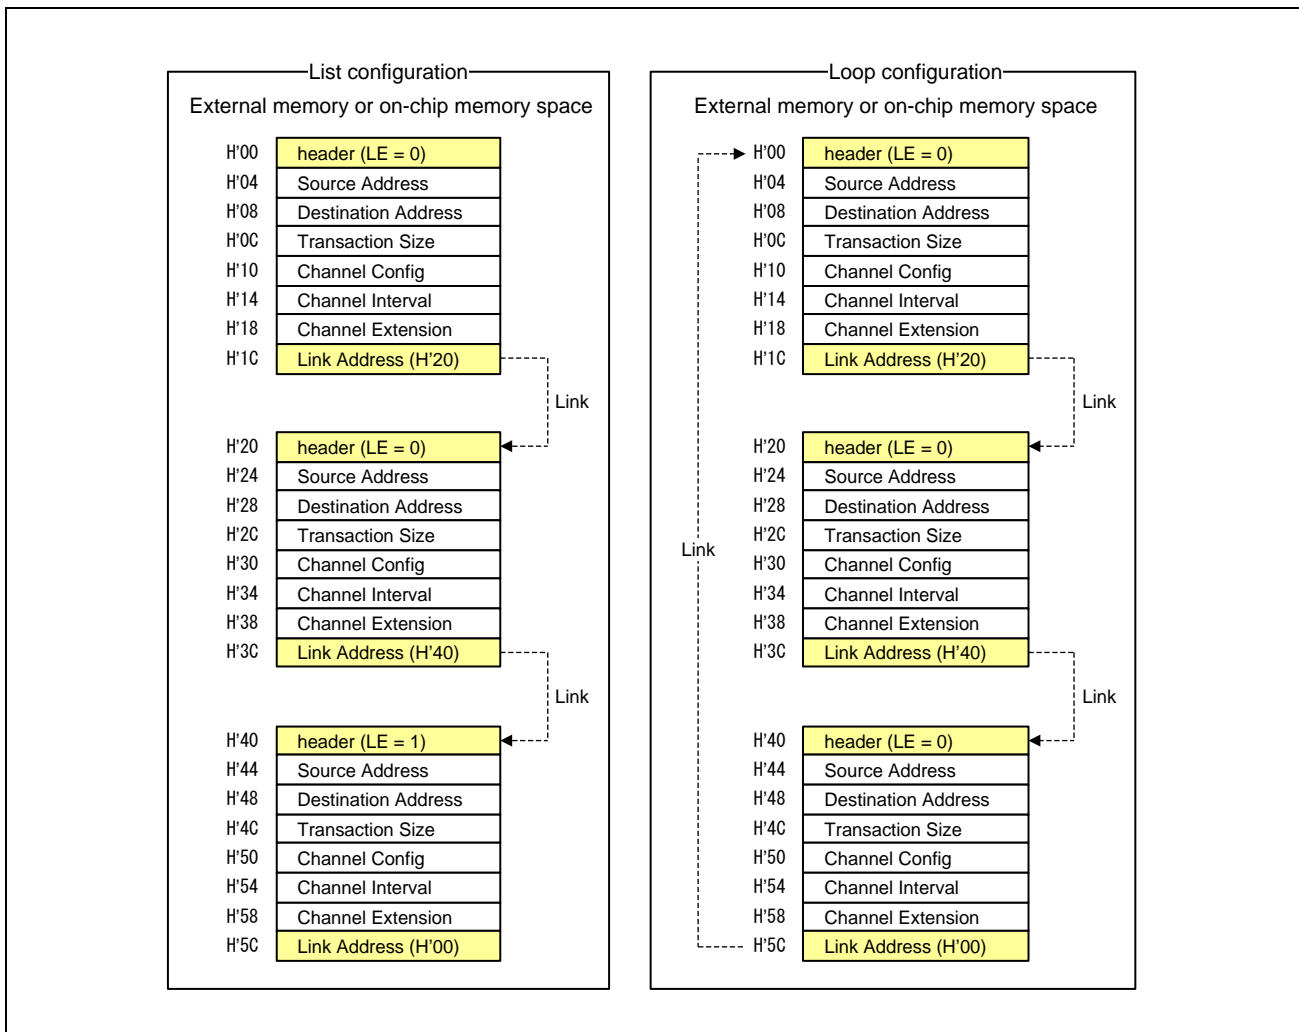 List configuration
External memory or on-chip memory space
H'00 header (LE = 0)
H'04 Source Address
H'08 Destination Address
H'0C Transaction Size
H'10 Channel Config
H'14 Channel Interval
H'18 Channel Extension
H'1C Link Address (H'20)
Link
H'20 header (LE = 0)
H'24 Source Address
H'28 Destination Address
H'2C Transaction Size
H'30 Channel Config
H'34 Channel Interval
H'38 Channel Extension
H'3C Link Address (H'40)
Link
H'40 header (LE = 1)
H'44 Source Address
H'48 Destination Address
H'4C Transaction Size
H'50 Channel Config
H'54 Channel Interval
H'58 Channel Extension
H'5C Link Address (H'00)
Loop configuration
External memory or on-chip memory space
H'00 header (LE = 0)
H'04 Source Address
H'08 Destination Address
H'0C Transaction Size
H'10 Channel Config
H'14 Channel Interval
H'18 Channel Extension
H'1C Link Address (H'20)
Link
H'20 header (LE = 0)
H'24 Source Address
H'28 Destination Address
H'2C Transaction Size
Link
H'30 Channel Config
H'34 Channel Interval
H'38 Channel Extension
H'3C Link Address (H'40)
Link
H'40 header (LE = 0)
H'44 Source Address
H'48 Destination Address
H'4C Transaction Size
H'50 Channel Config
H'54 Channel Interval
H'58 Channel Extension
H'5C Link Address (H'00)